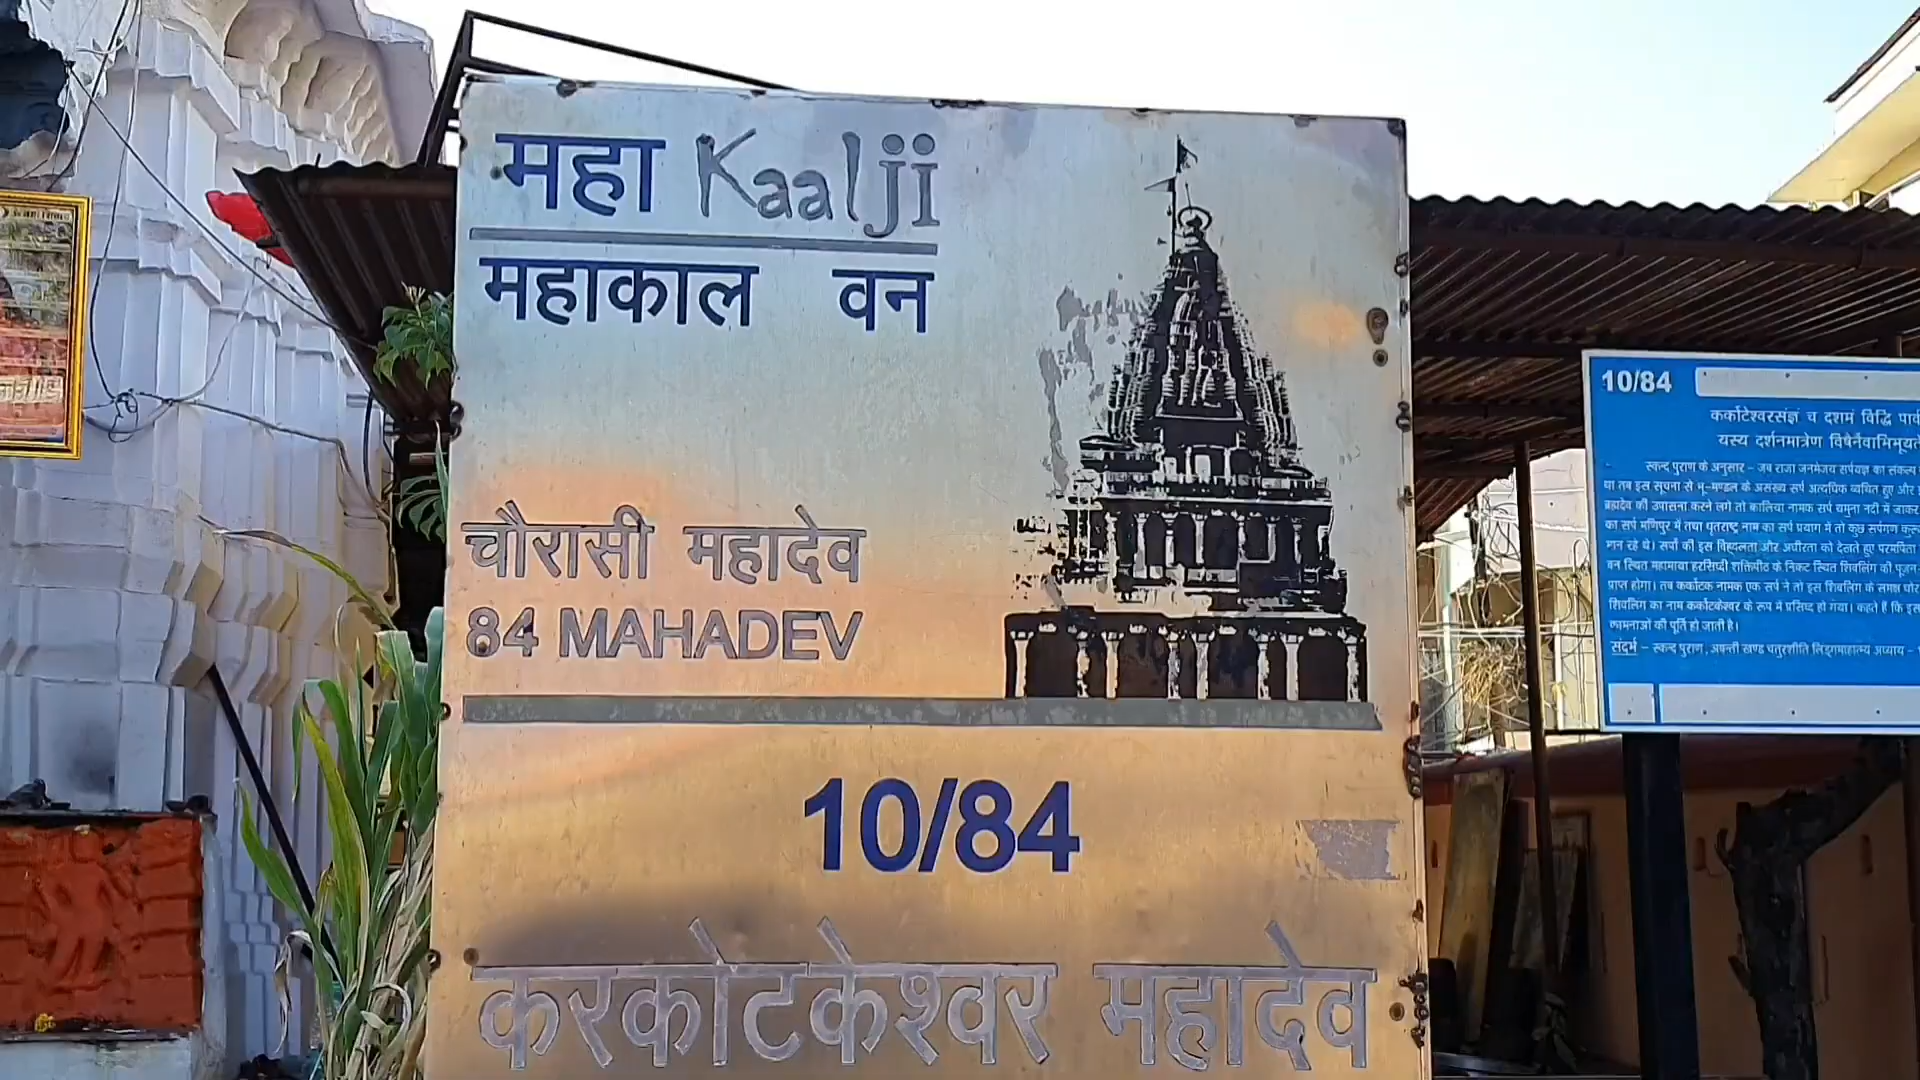 महा Kaalji
महाकाल वन
चौरासी महादेव
84 MAHADEV
10/84
करकोटकेश्वर महादेव
10/84
कर्कोटेश्वरसंज्ञं च दशमं विद्धि पार्व
यस्य दर्शनमात्रेण विषैर्नैवाभिभूयते
स्कन्द पुराण के अनुसार – जब राजा जनमेजय सर्पयज्ञ का संकल्प
था तब इस सूचना से भू-मण्डल के असंख्य सर्प अत्यधिक व्यथित हुए और
ब्रह्मदेव की उपासना करने लगे तो कालिया नामक सर्प यमुना नदी में जाकर
का सर्प मणिपुर में तथा धृतराष्ट्र नाम का सर्प प्रयाग में तो कुछ सर्पगण
मान रहे थे। सर्पों की इस विह्वलता और अधीरता को देखते हुए परमपिता
वन स्थित महामाया हरसिध्दी शक्तिपीठ के निकट स्थित शिवलिंग की पूजन
प्राप्त होगा। तब कर्कोटक नामक एक सर्प ने तो इस शिवलिंग के समक्ष घोर
शिवलिंग का नाम कर्कोटकेश्वर के रूप में प्रसिध्द हो गया। कहते हैं कि इस
कामनाओं की पूर्ति हो जाती है।
संदर्भ – स्कन्द पुराण, अवन्ती खण्ड चतुरशीति लिङ्गमाहात्म्य अध्याय –